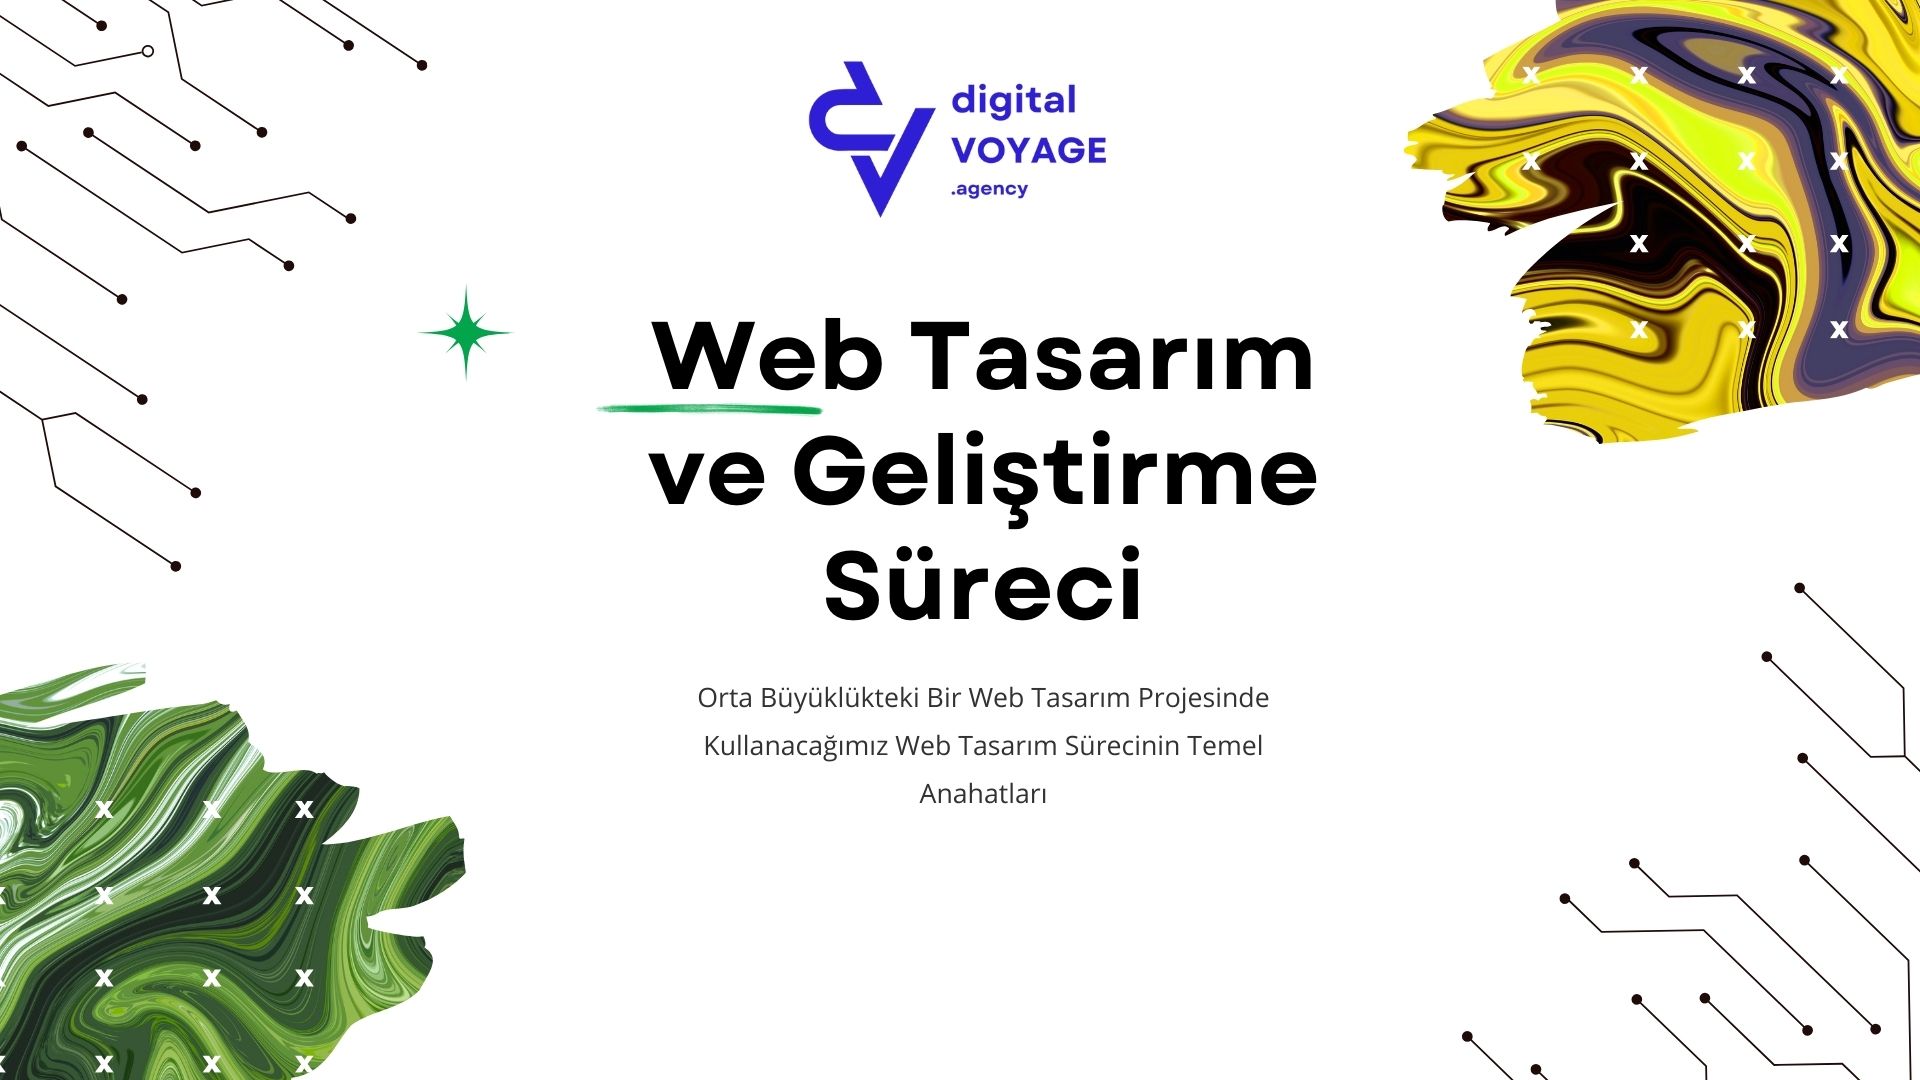 digital
VOYAGE
.agency
Web Tasarım
ve Geliştirme
Süreci
Orta Büyüklükteki Bir Web Tasarım Projesinde
Kullanacağımız Web Tasarım Sürecinin Temel
Anahatları